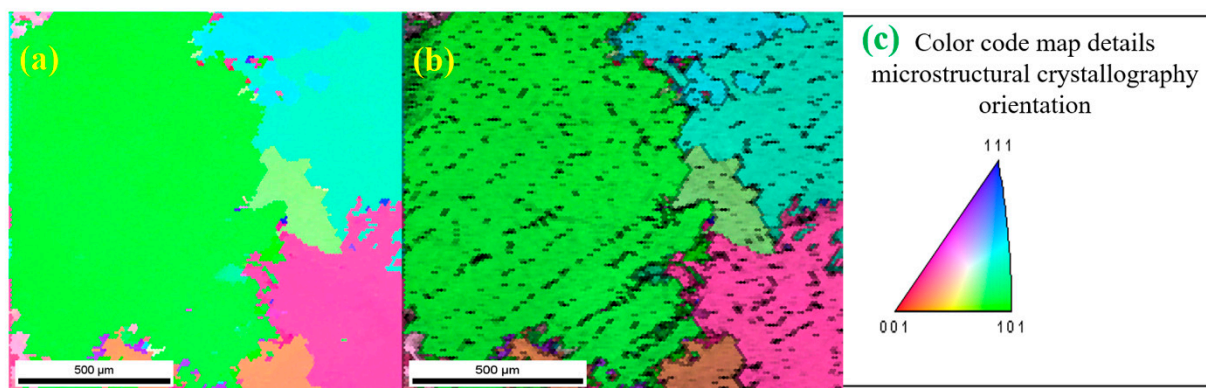 (a)
(b)
(c) Color code map details
microstructural crystallography
orientation
111
001
101
500 µm
500 µm